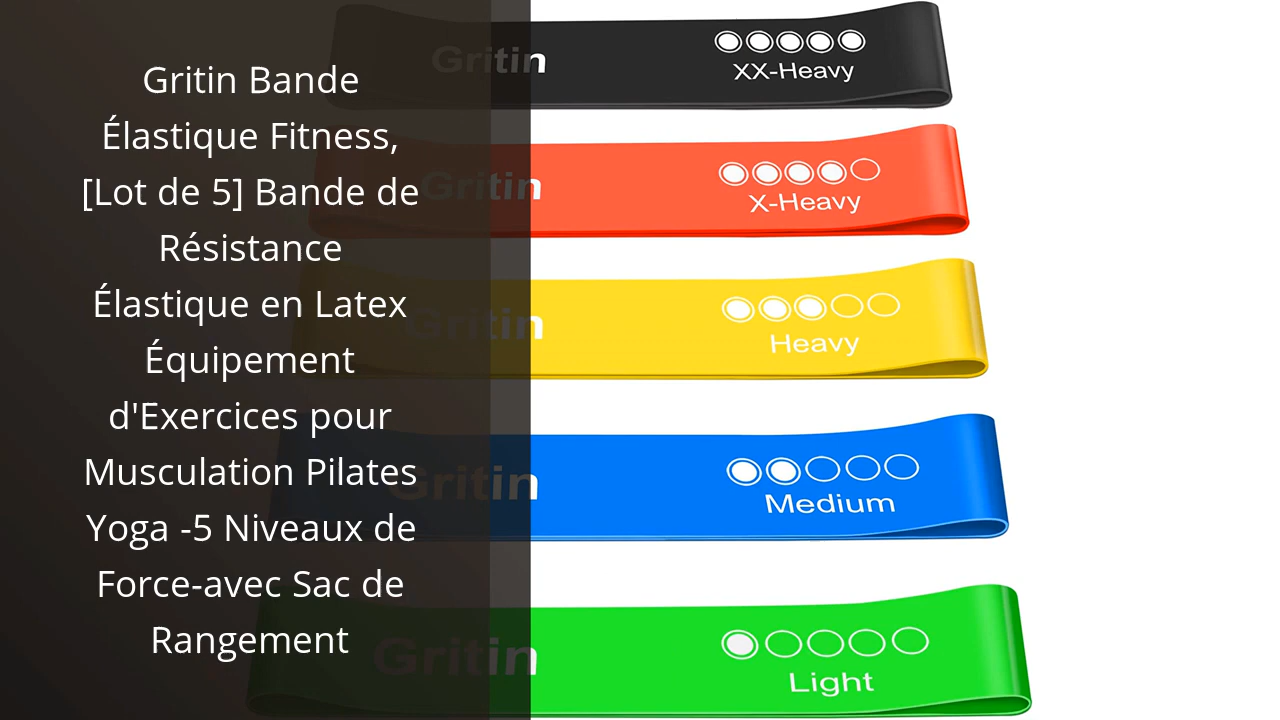 Gritin Bande
Élastique Fitness,
[Lot de 5] Bande de
Résistance
Élastique en Latex
Équipement
d'Exercices pour
Musculation Pilates
Yoga -5 Niveaux de
Force-avec Sac de
Rangement
Gritin
XX-Heavy
Gritin
X-Heavy
Gritin
Heavy
Gritin
Medium
Gritin
Light